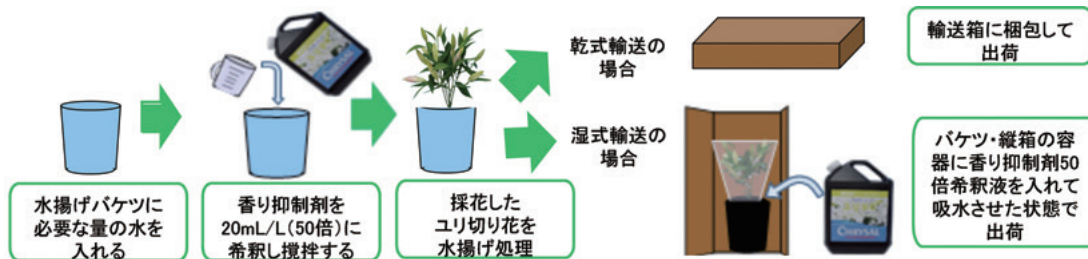 水揚げバケツに
必要な量の水を
入れる
香り抑制剤を
20mL/L(50倍)に
希釈し撹拌する
採花した
ユリ切り花を
水揚げ処理
乾式輸送の
場合
輸送箱に梱包して
出荷
湿式輸送の
場合
バケツ・縦箱の容
器に香り抑制剤50
倍希釈液を入れて
吸水させた状態で
出荷
CHRYSAL
CHRYSAL